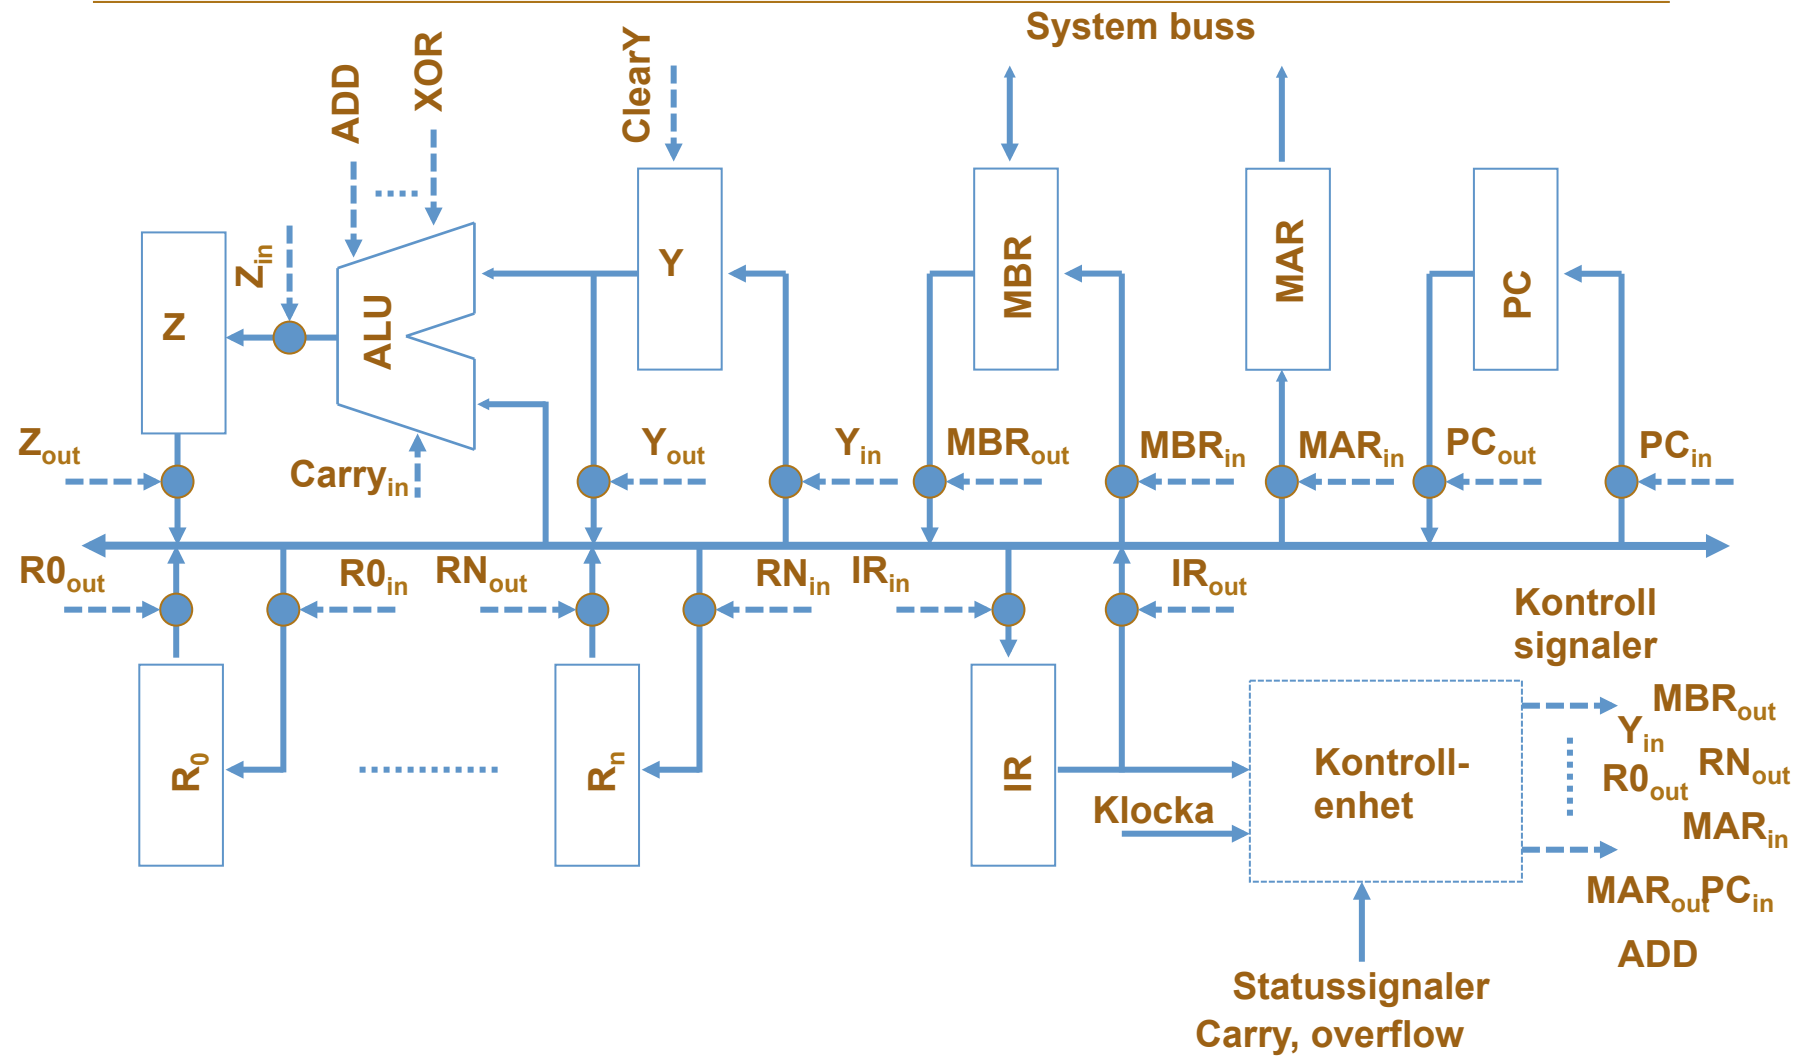 System buss
ADD
XOR
ClearY
Z
Zin
ALU
Y
MBR
MAR
PC
Zout
Carryin
Yout
Yin
MBRout
MBRin
MARin
PCout
PCin
R0out
R0in
RNout
RNin
IRin
IRout
R0
Rn
IR
Klocka
Kontroll-
enhet
Kontroll
signaler
MBRout
Yin
R0out
RNout
MARin
MARout
PCin
ADD
Statussignaler
Carry, overflow